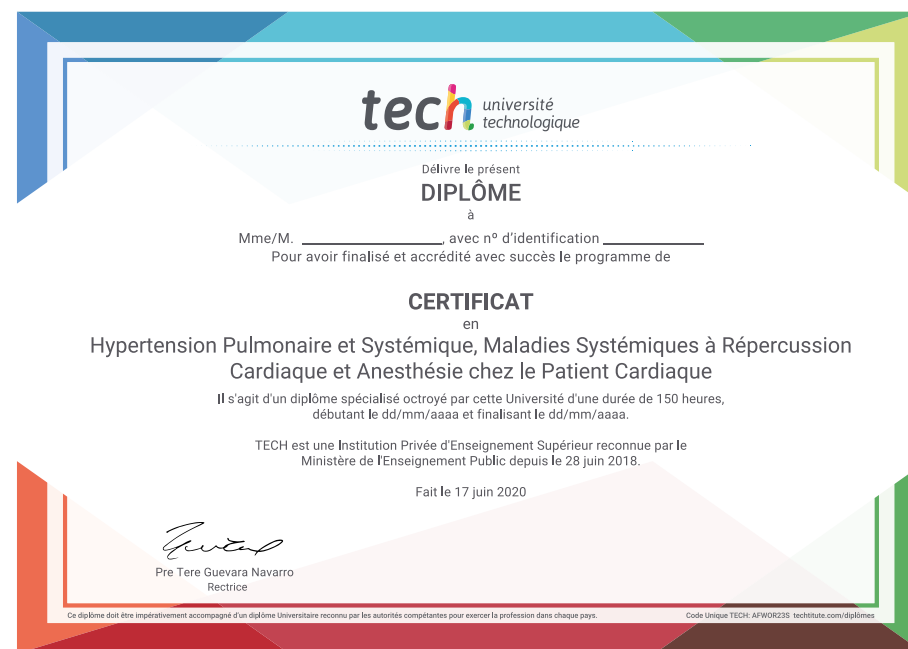 tech université
technologique
Délivre le présent
DIPLÔME
à
Mme/M. ____________________, avec nº d'identification ______________
Pour avoir finalisé et accrédité avec succès le programme de
CERTIFICAT
en
Hypertension Pulmonaire et Systémique, Maladies Systémiques à Répercussion
Cardiaque et Anesthésie chez le Patient Cardiaque
Il s'agit d'un diplôme spécialisé octroyé par cette Université d'une durée de 150 heures,
débutant le dd/mm/aaaa et finalisant le dd/mm/aaaa.
TECH est une Institution Privée d'Enseignement Supérieur reconnue par le
Ministère de l'Enseignement Public depuis le 28 juin 2018.
Fait le 17 juin 2020
Pre Tere Guevara Navarro
Rectrice
Ce diplôme doit être impérativement accompagné d'un diplôme Universitaire reconnu par les autorités compétantes pour exercer la profession dans chaque pays.
Code Unique TECH: AFWOR23S techtitute.com/diplômes